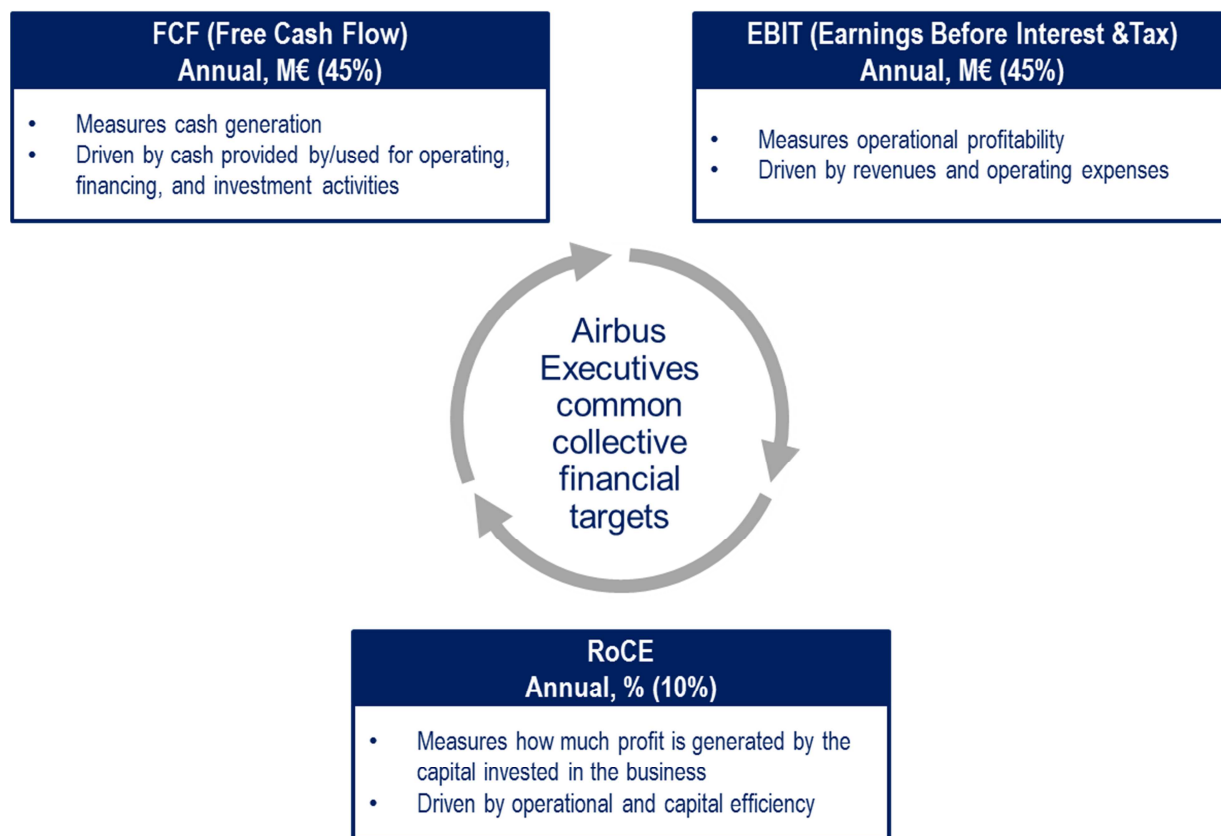 FCF (Free Cash Flow)
Annual, M€ (45%)
• Measures cash generation
• Driven by cash provided by/used for operating,
financing, and investment activities
EBIT (Earnings Before Interest &Tax)
Annual, M€ (45%)
• Measures operational profitability
• Driven by revenues and operating expenses
Airbus
Executives
common
collective
financial
targets
RoCE
Annual, % (10%)
• Measures how much profit is generated by the
capital invested in the business
• Driven by operational and capital efficiency